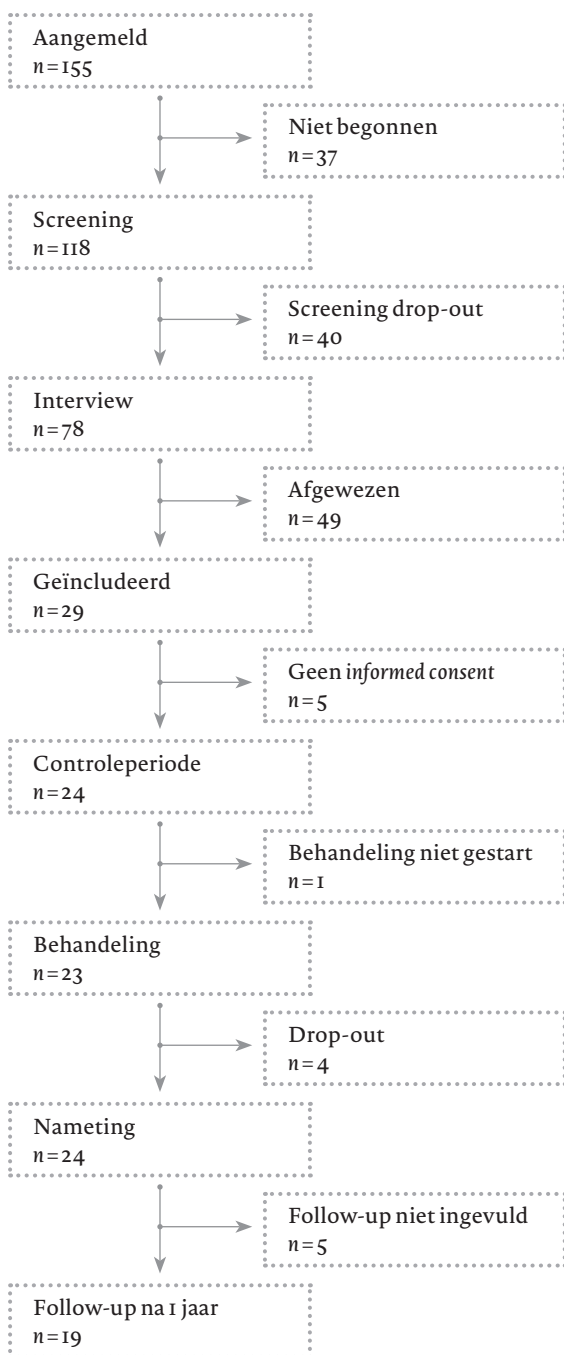 Aangemeld
n=155
Niet begonnen
n=37
Screening
n=118
Screening drop-out
n=40
Interview
n=78
Afgewezen
n=49
Geïncludeerd
n=29
Geen informed consent
n=5
Controleperiode
n=24
Behandeling niet gestart
n=1
Behandeling
n=23
Drop-out
n=4
Nameting
n=24
Follow-up niet ingevuld
n=5
Follow-up na 1 jaar
n=19